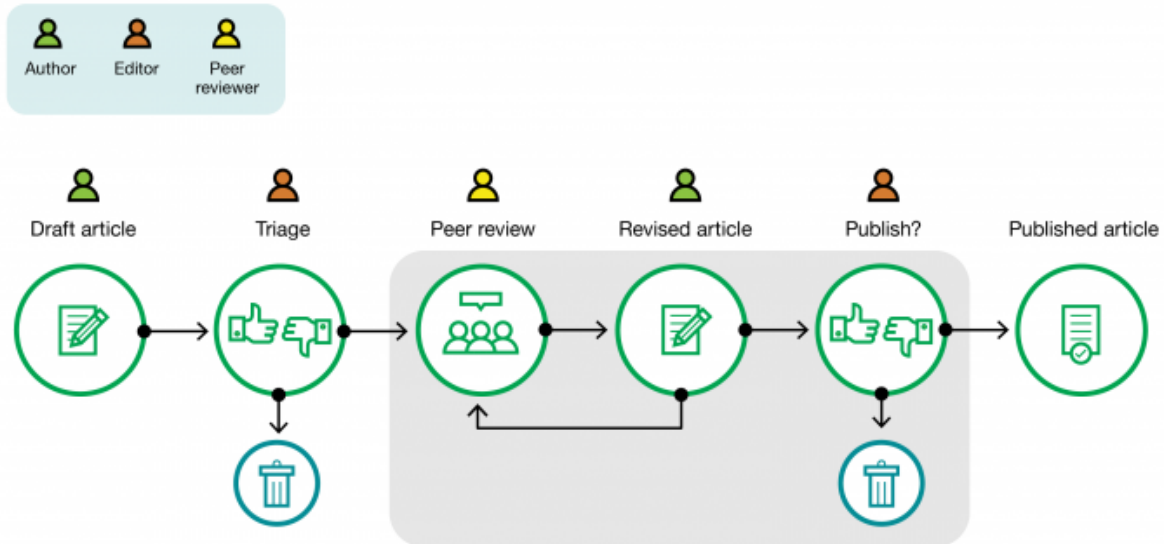 Author
Editor
Peer
reviewer
Draft article
Triage
Peer review
Revised article
Publish?
Published article